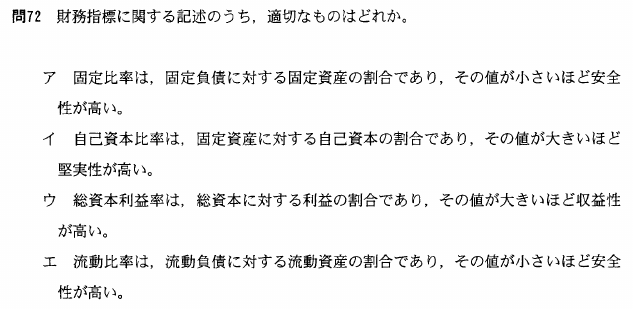 問72 財務指標に関する記述のうち，適切なものはどれか。
ア 固定比率は，固定負債に対する固定資産の割合であり，その値が小さいほど安全
性が高い。
イ 自己資本比率は，固定資産に対する自己資本の割合であり，その値が大きいほど
堅実性が高い。
ウ 総資本利益率は，総資本に対する利益の割合であり，その値が大きいほど収益性
が高い。
エ 流動比率は，流動負債に対する流動資産の割合であり，その値が小さいほど安全
性が高い。